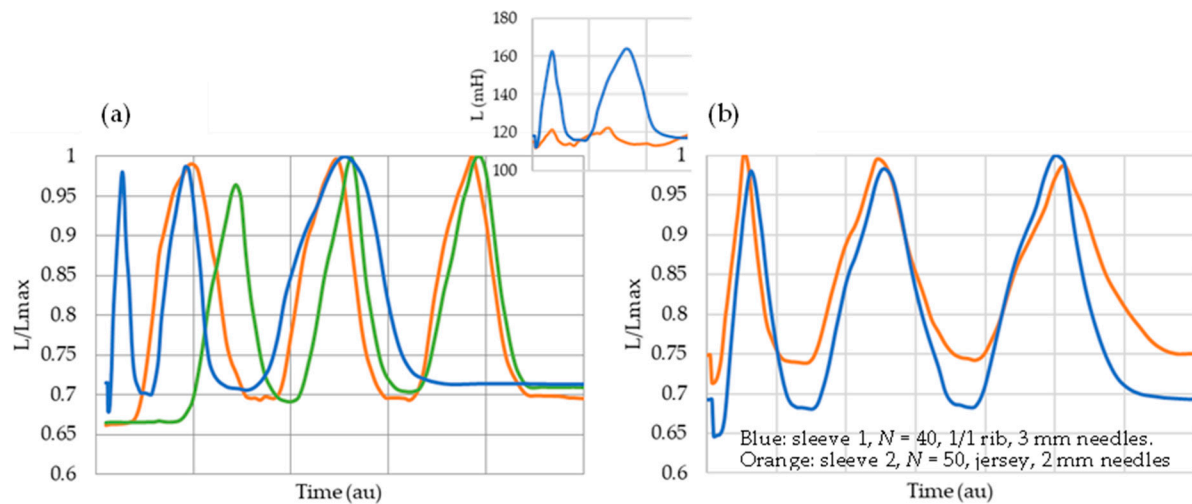 180
160
140
120
100
L (mH)
(a)
1
0.95
0.9
0.85
0.8
0.75
0.7
0.65
0.6
L/Lmax
Time (au)
(b)
1
0.95
0.9
0.85
0.8
0.75
0.7
0.65
0.6
L/Lmax
Blue: sleeve 1, N = 40, 1/1 rib, 3 mm needles.
Orange: sleeve 2, N = 50, jersey, 2 mm needles
Time (au)